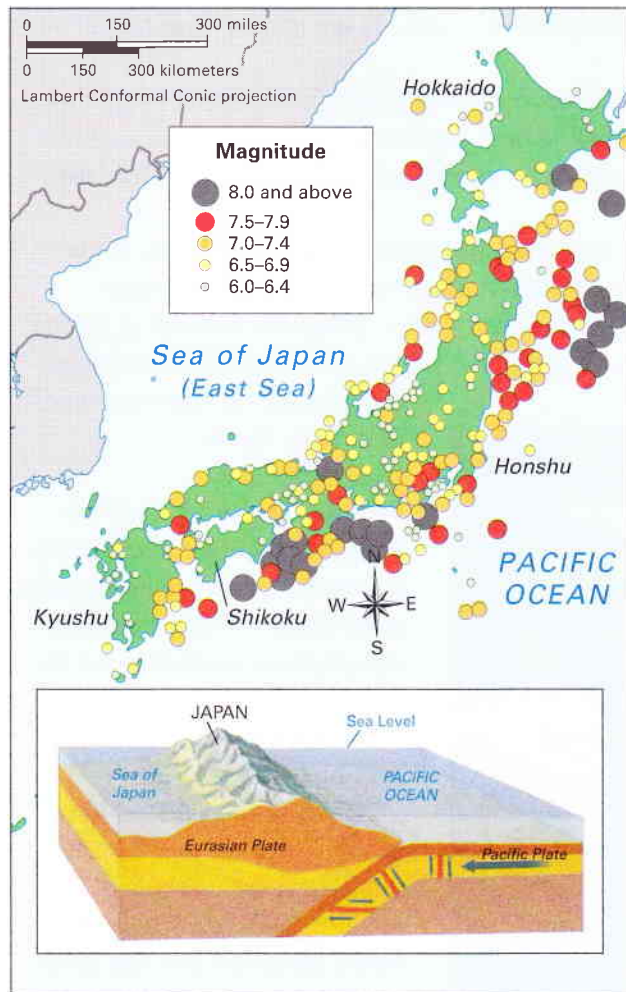 0 150 300 miles
0 150 300 kilometers
Lambert Conformal Conic projection
Hokkaido
Magnitude
8.0 and above
7.5–7.9
7.0–7.4
6.5–6.9
6.0–6.4
Sea of Japan
(East Sea)
Honshu
PACIFIC
OCEAN
Kyushu
Shikoku
N
W E
S
JAPAN
Sea Level
Sea of
Japan
PACIFIC
OCEAN
Eurasian Plate
Pacific Plate